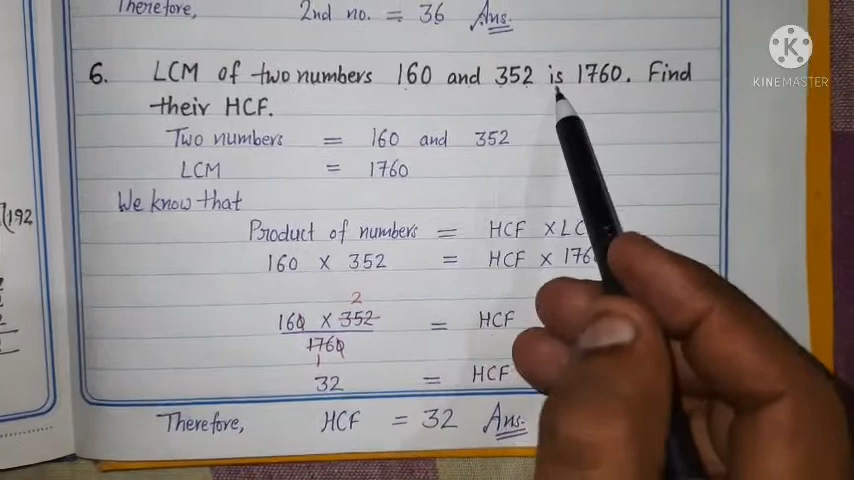 Therefore,
2nd no. = 36 Ans.
6. LCM of two numbers 160 and 352 is 1760. Find
their HCF.
Two numbers = 160 and 352
LCM = 1760
We know that
Product of numbers = HCF X
160 X 352 = HCF X
2
160 X 352 = HCF
1760
1
32 = HCF
Therefore, HCF = 32 Ans.
192
K
KINEMASTER